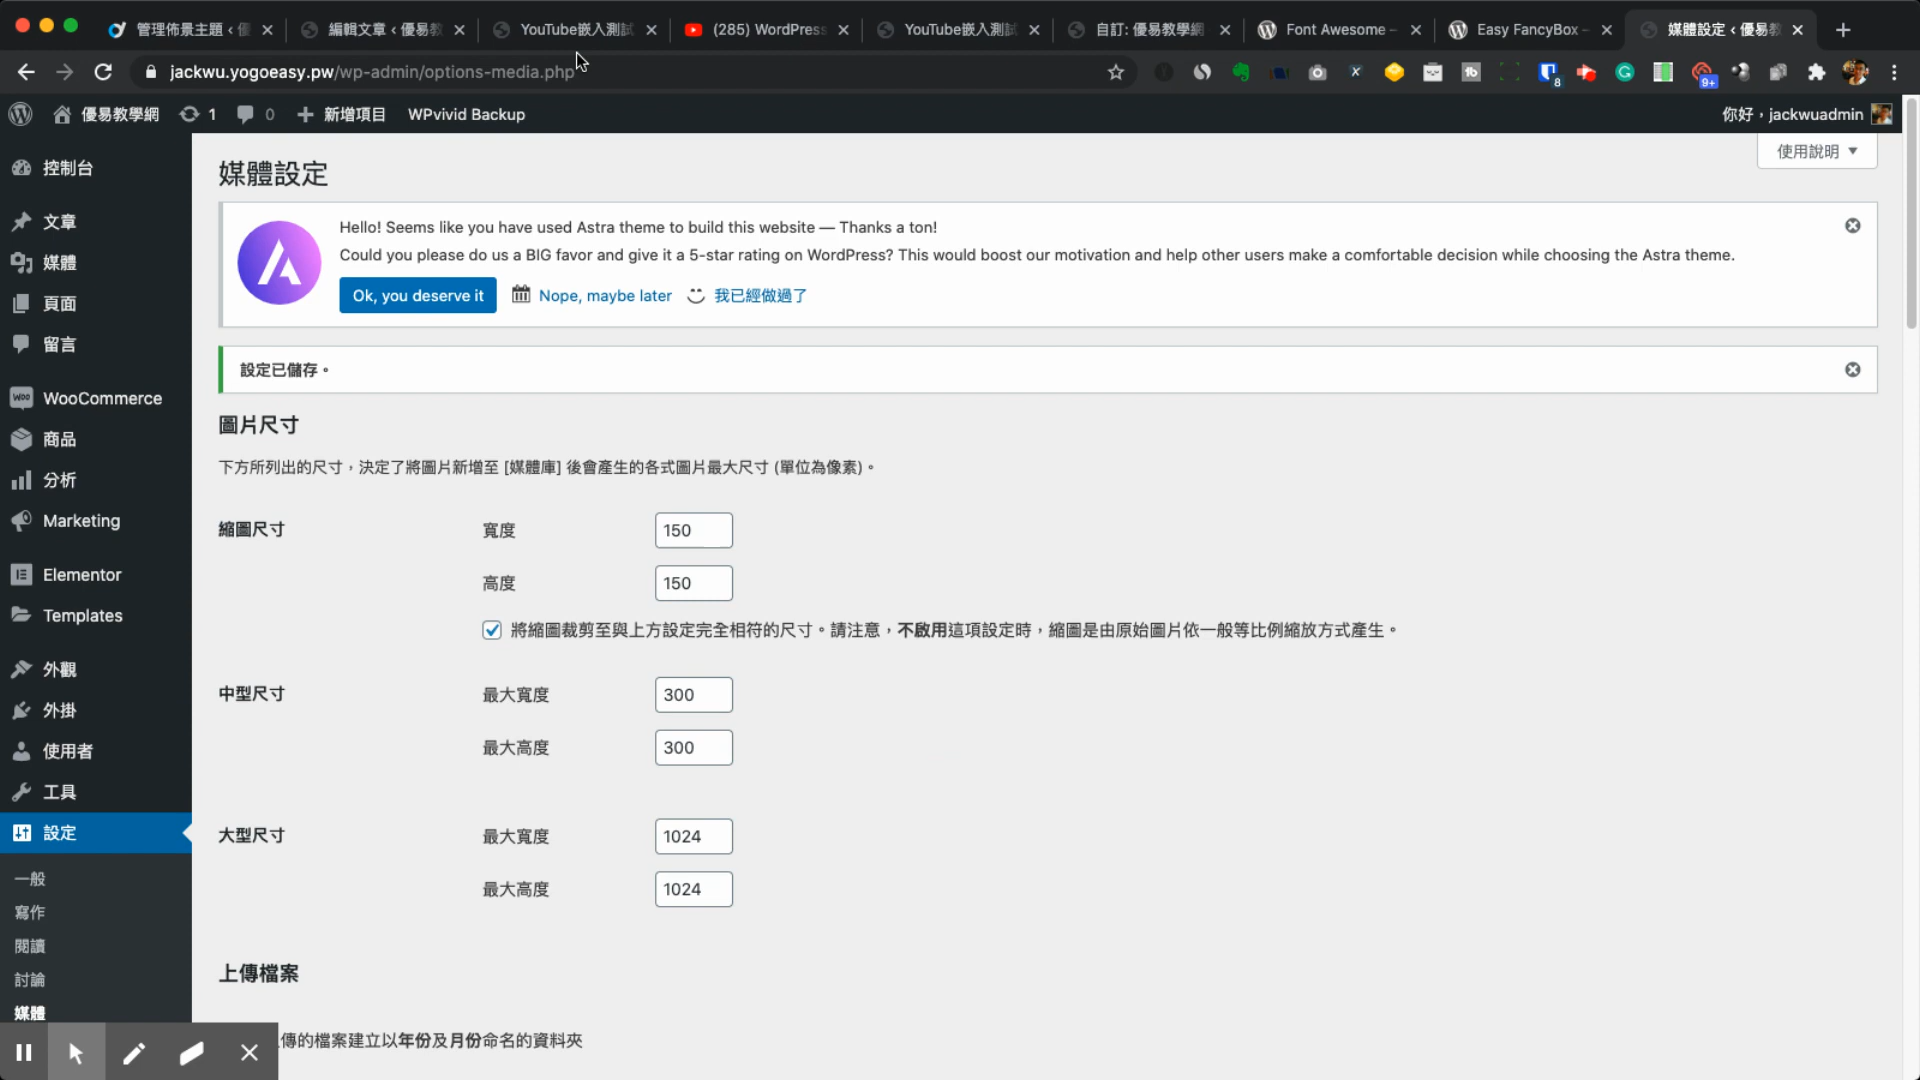 管理佈景主題 ‹ 優
編輯文章 ‹ 優易教
YouTube嵌入測試
(285) WordPress
YouTube嵌入測試
自訂: 優易教學網
Font Awesome –
Easy FancyBox –
媒體設定 ‹ 優易教
jackwu.yogoeasy.pw/wp-admin/options-media.php
8
9+
優易教學網
1
0
新增項目
WPvivid Backup
你好，jackwuadmin
控制台
文章
媒體
頁面
留言
WooCommerce
商品
分析
Marketing
Elementor
Templates
外觀
外掛
使用者
工具
設定
一般
寫作
閱讀
討論
媒體
媒體設定
使用說明
Hello! Seems like you have used Astra theme to build this website — Thanks a ton!
Could you please do us a BIG favor and give it a 5-star rating on WordPress? This would boost our motivation and help other users make a comfortable decision while choosing the Astra theme.
Ok, you deserve it
Nope, maybe later
我已經做過了
設定已儲存。
圖片尺寸
下方所列出的尺寸，決定了將圖片新增至 [媒體庫] 後會產生的各式圖片最大尺寸 (單位為像素)。
縮圖尺寸
寬度
150
高度
150
將縮圖裁剪至與上方設定完全相符的尺寸。請注意，不啟用這項設定時，縮圖是由原始圖片依一般等比例縮放方式產生。
中型尺寸
最大寬度
300
最大高度
300
大型尺寸
最大寬度
1024
最大高度
1024
上傳檔案
傳的檔案建立以年份及月份命名的資料夾